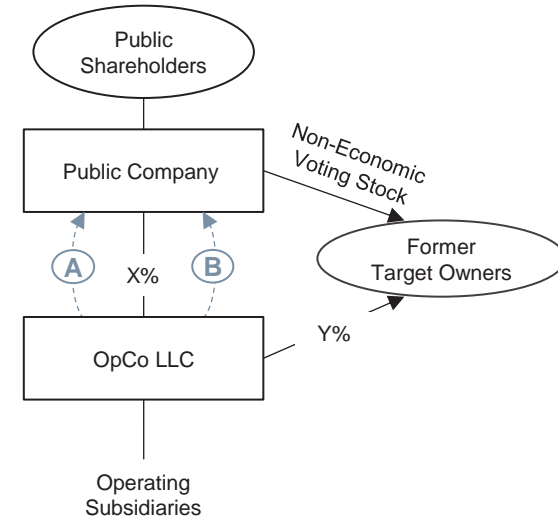 Public
Shareholders
Public Company
Non-Economic
Voting Stock
Former
Target Owners
A
X%
B
Y%
OpCo LLC
Operating
Subsidiaries